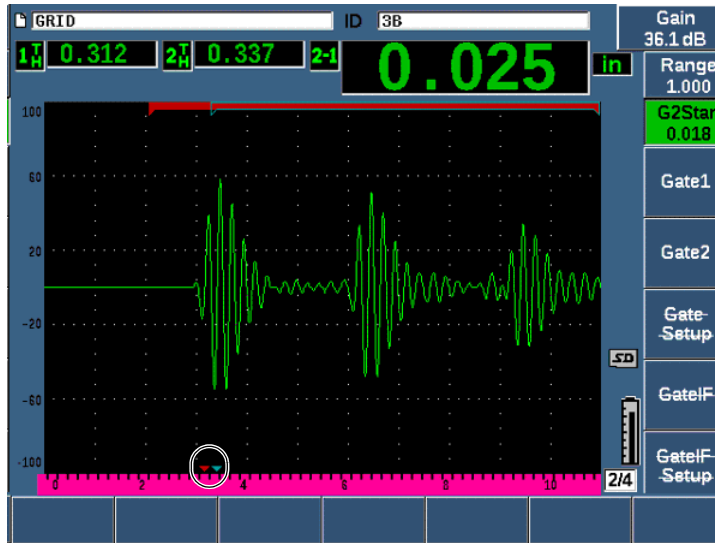 GRID ID 3B
Gain
36.1 dB
1 T H 0.312 2 T H 0.337 2-1 0.025 in
Range
1.000
G2Star
0.018
100
60
20
-20
-60
-100
0 2 4 6 8 10
Gate1
Gate2
Gate
Setup
SD
GateIF
GateIF
Setup
2/4